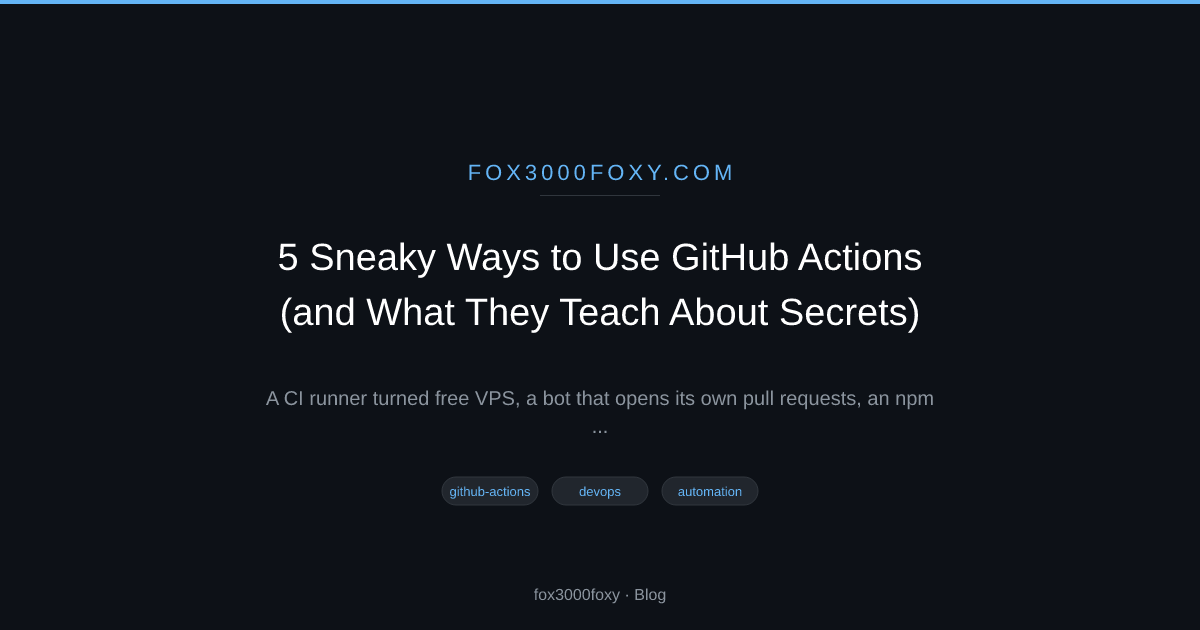 FOX3000FOXY.COM
5 Sneaky Ways to Use GitHub Actions
(and What They Teach About Secrets)
A CI runner turned free VPS, a bot that opens its own pull requests, an npm
...
github-actions devops automation
fox3000foxy · Blog